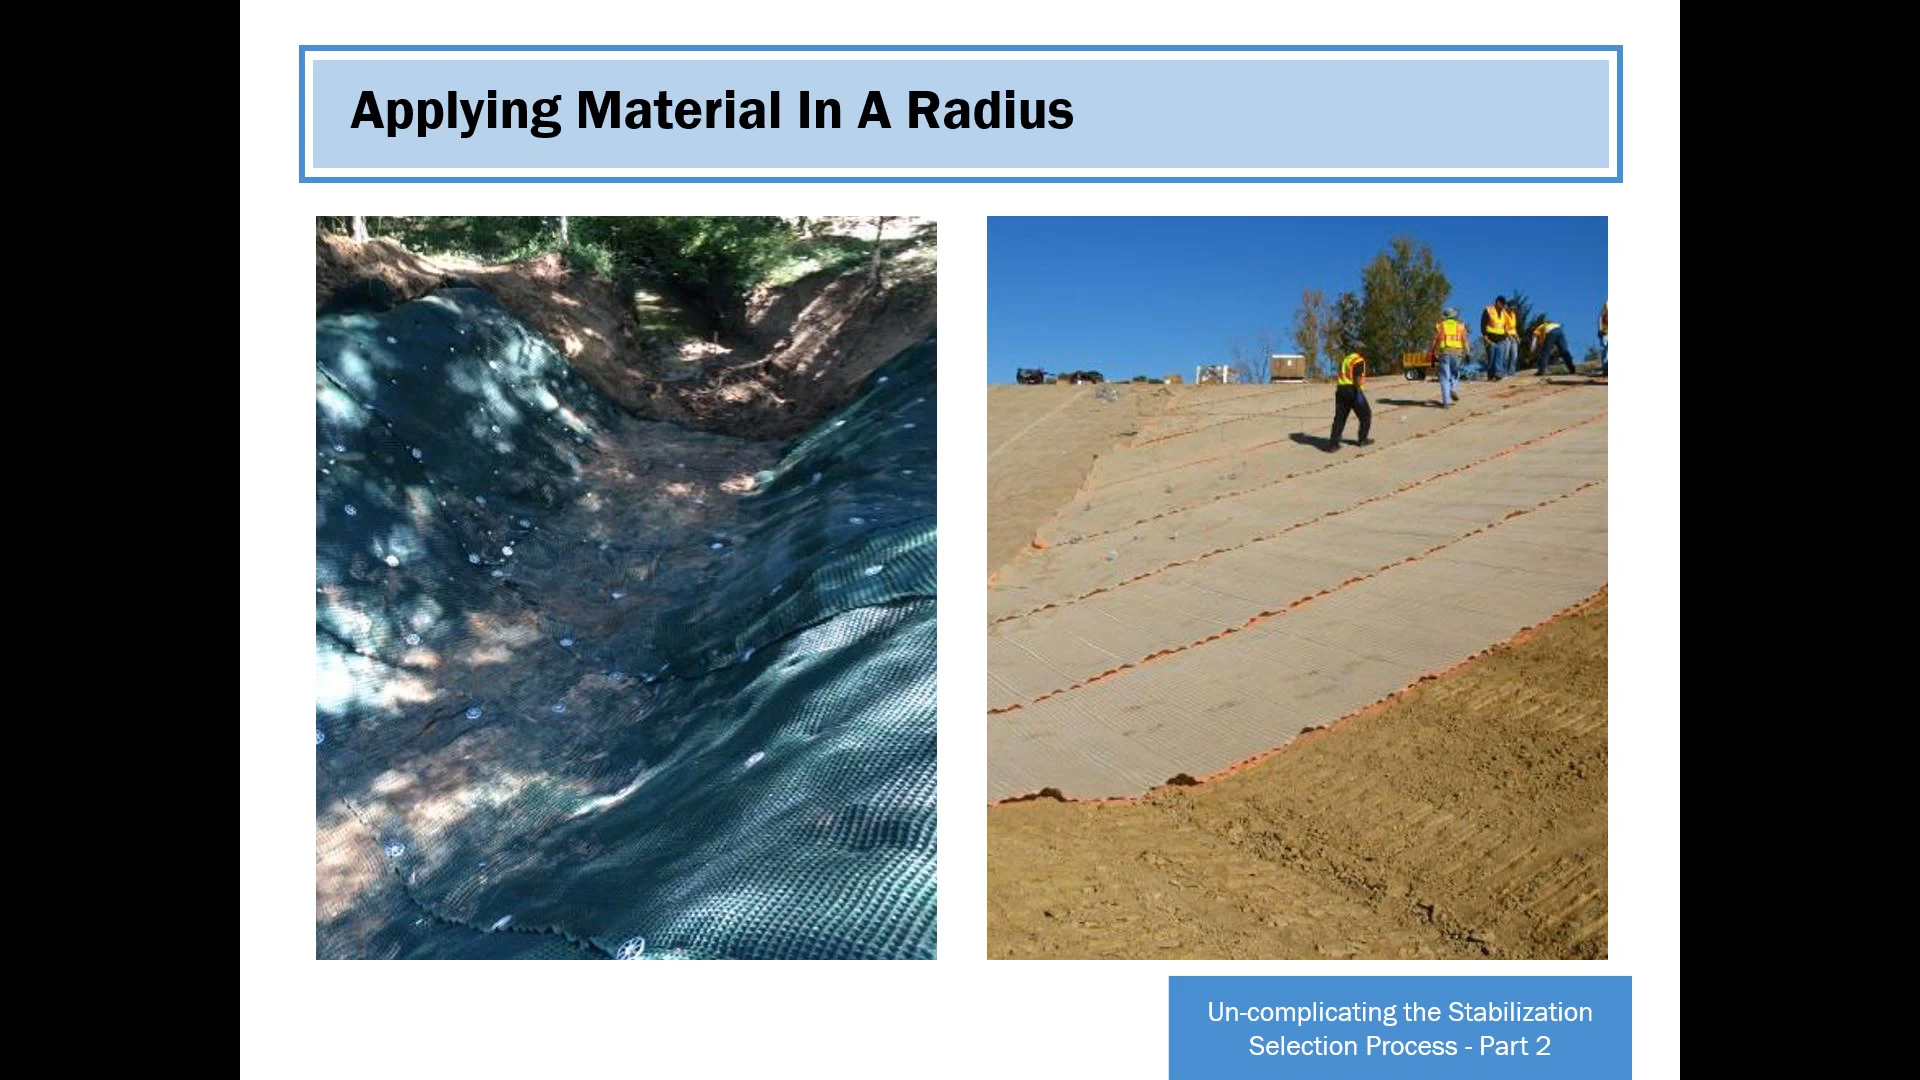 Applying Material In A Radius
Un-complicating the Stabilization
Selection Process - Part 2